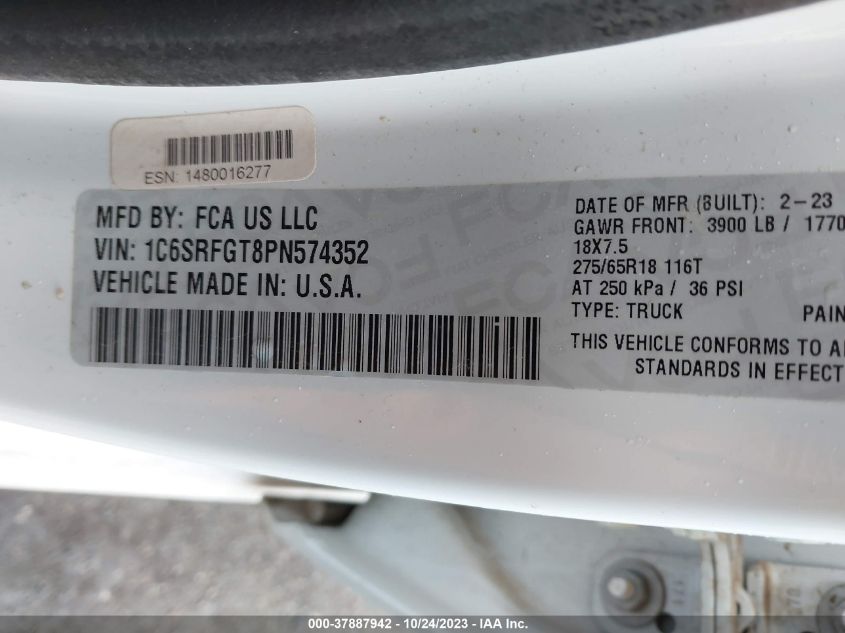 ESN: 1480016277
MFD BY: FCA US LLC
VIN: 1C6SRFGT8PN574352
VEHICLE MADE IN: U.S.A.
DATE OF MFR (BUILT): 2-23
GAWR FRONT: 3900 LB / 1770
18X7.5
275/65R18 116T
AT 250 kPa / 36 PSI
TYPE: TRUCK PAIN
THIS VEHICLE CONFORMS TO A
STANDARDS IN EFFECT
000-37887942 - 10/24/2023 - IAA Inc.